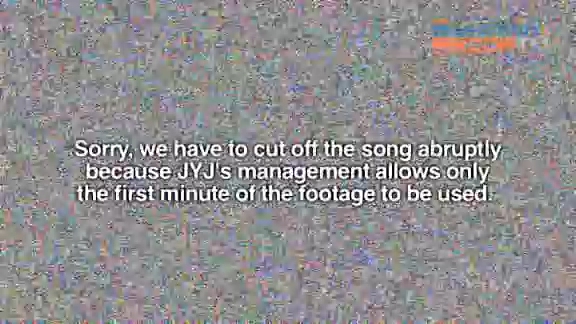 Sorry, we have to cut off the song abruptly
because JYJ's management allows only
the first minute of the footage to be used.